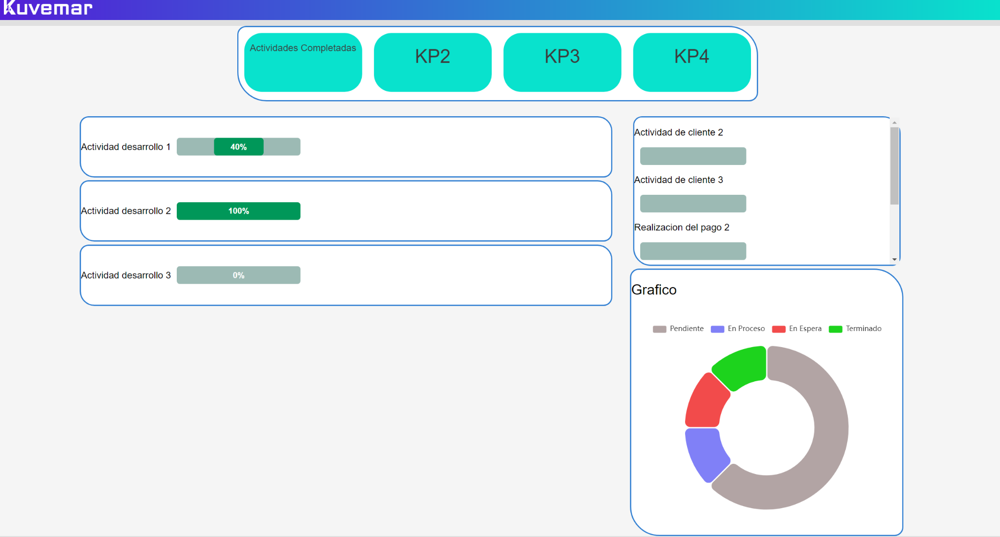 Kuvemar
Actividades Completadas
KP2
KP3
KP4
Actividad desarrollo 1
40%
Actividad desarrollo 2
100%
Actividad desarrollo 3
0%
Actividad de cliente 2
Actividad de cliente 3
Realizacion del pago 2
Grafico
Pendiente
En Proceso
En Espera
Terminado